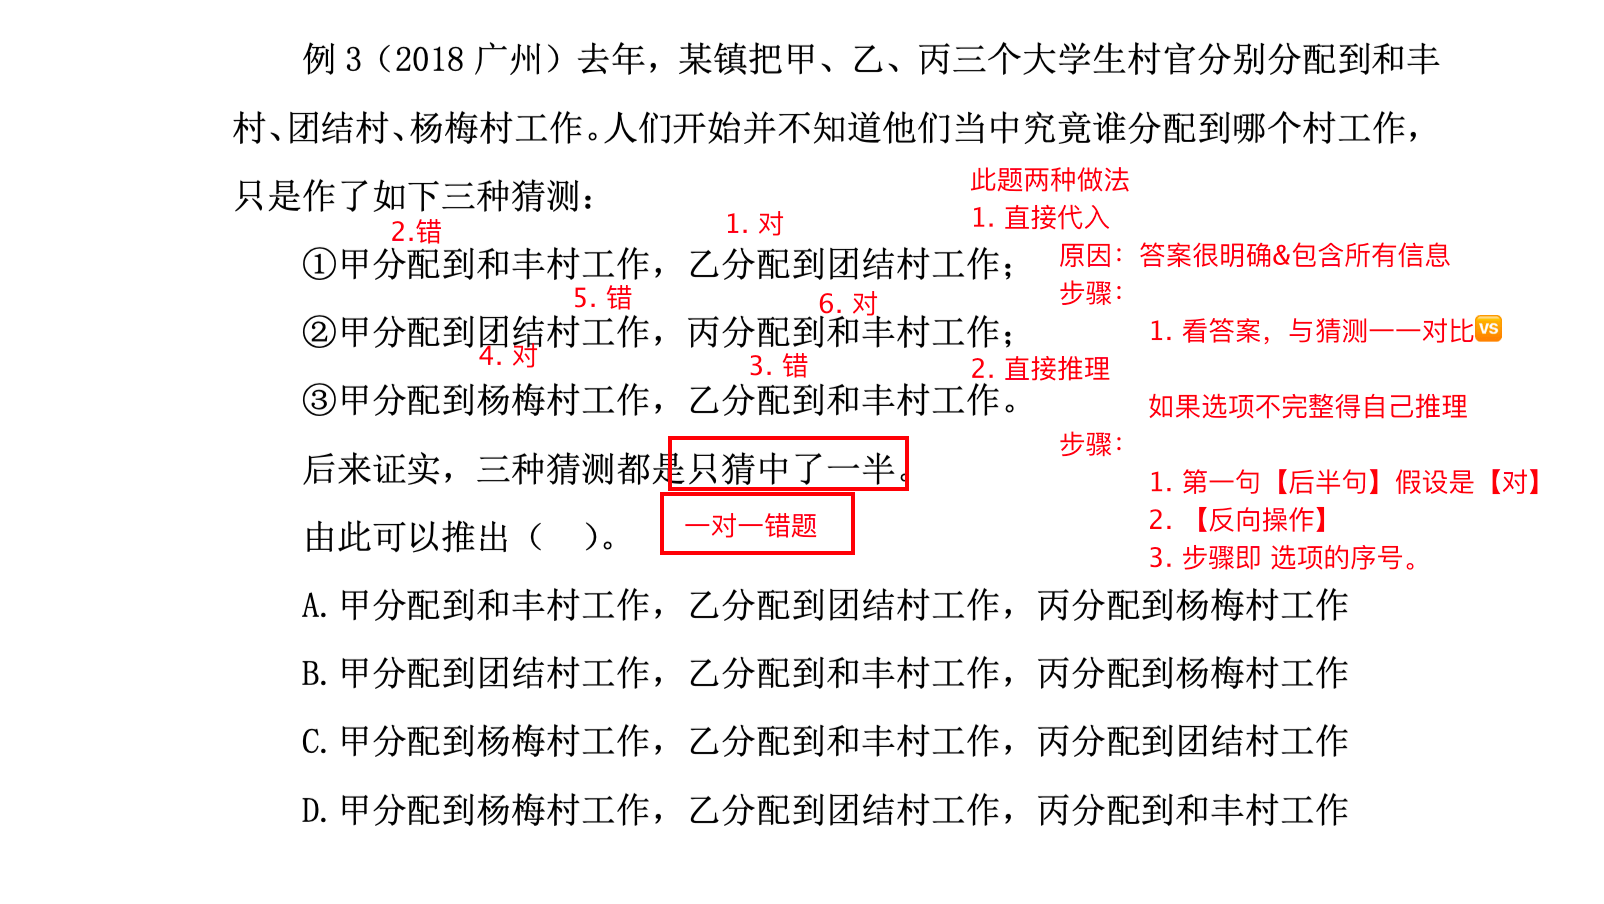 例 3（2018 广州）去年，某镇把甲、乙、丙三个大学生村官分别分配到和丰
村、团结村、杨梅村工作。人们开始并不知道他们当中究竟谁分配到哪个村工作，
只是作了如下三种猜测：
此题两种做法
1. 直接代入
2.错
1. 对
①甲分配到和丰村工作，乙分配到团结村工作；
原因：答案很明确&包含所有信息
步骤：
5. 错
6. 对
②甲分配到团结村工作，丙分配到和丰村工作；
1. 看答案，与猜测一一对比🆚
4. 对
3. 错
2. 直接推理
③甲分配到杨梅村工作，乙分配到和丰村工作。
如果选项不完整得自己推理
步骤：
后来证实，三种猜测都是只猜中了一半。
1. 第一句【后半句】假设是【对】
一对一错题
2. 【反向操作】
由此可以推出（ ）。
3. 步骤即 选项的序号。
A. 甲分配到和丰村工作，乙分配到团结村工作，丙分配到杨梅村工作
B. 甲分配到团结村工作，乙分配到和丰村工作，丙分配到杨梅村工作
C. 甲分配到杨梅村工作，乙分配到和丰村工作，丙分配到团结村工作
D. 甲分配到杨梅村工作，乙分配到团结村工作，丙分配到和丰村工作